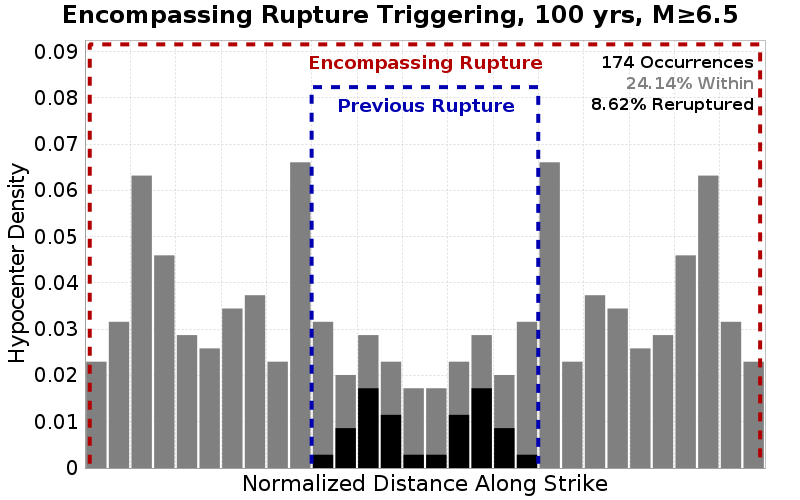 Encompassing Rupture Triggering, 100 yrs, M≥6.5
Encompassing Rupture
174 Occurrences
24.14% Within
8.62% Reruptured
Previous Rupture
Hypocenter Density
0.09
0.08
0.07
0.06
0.05
0.04
0.03
0.02
0.01
0
Normalized Distance Along Strike